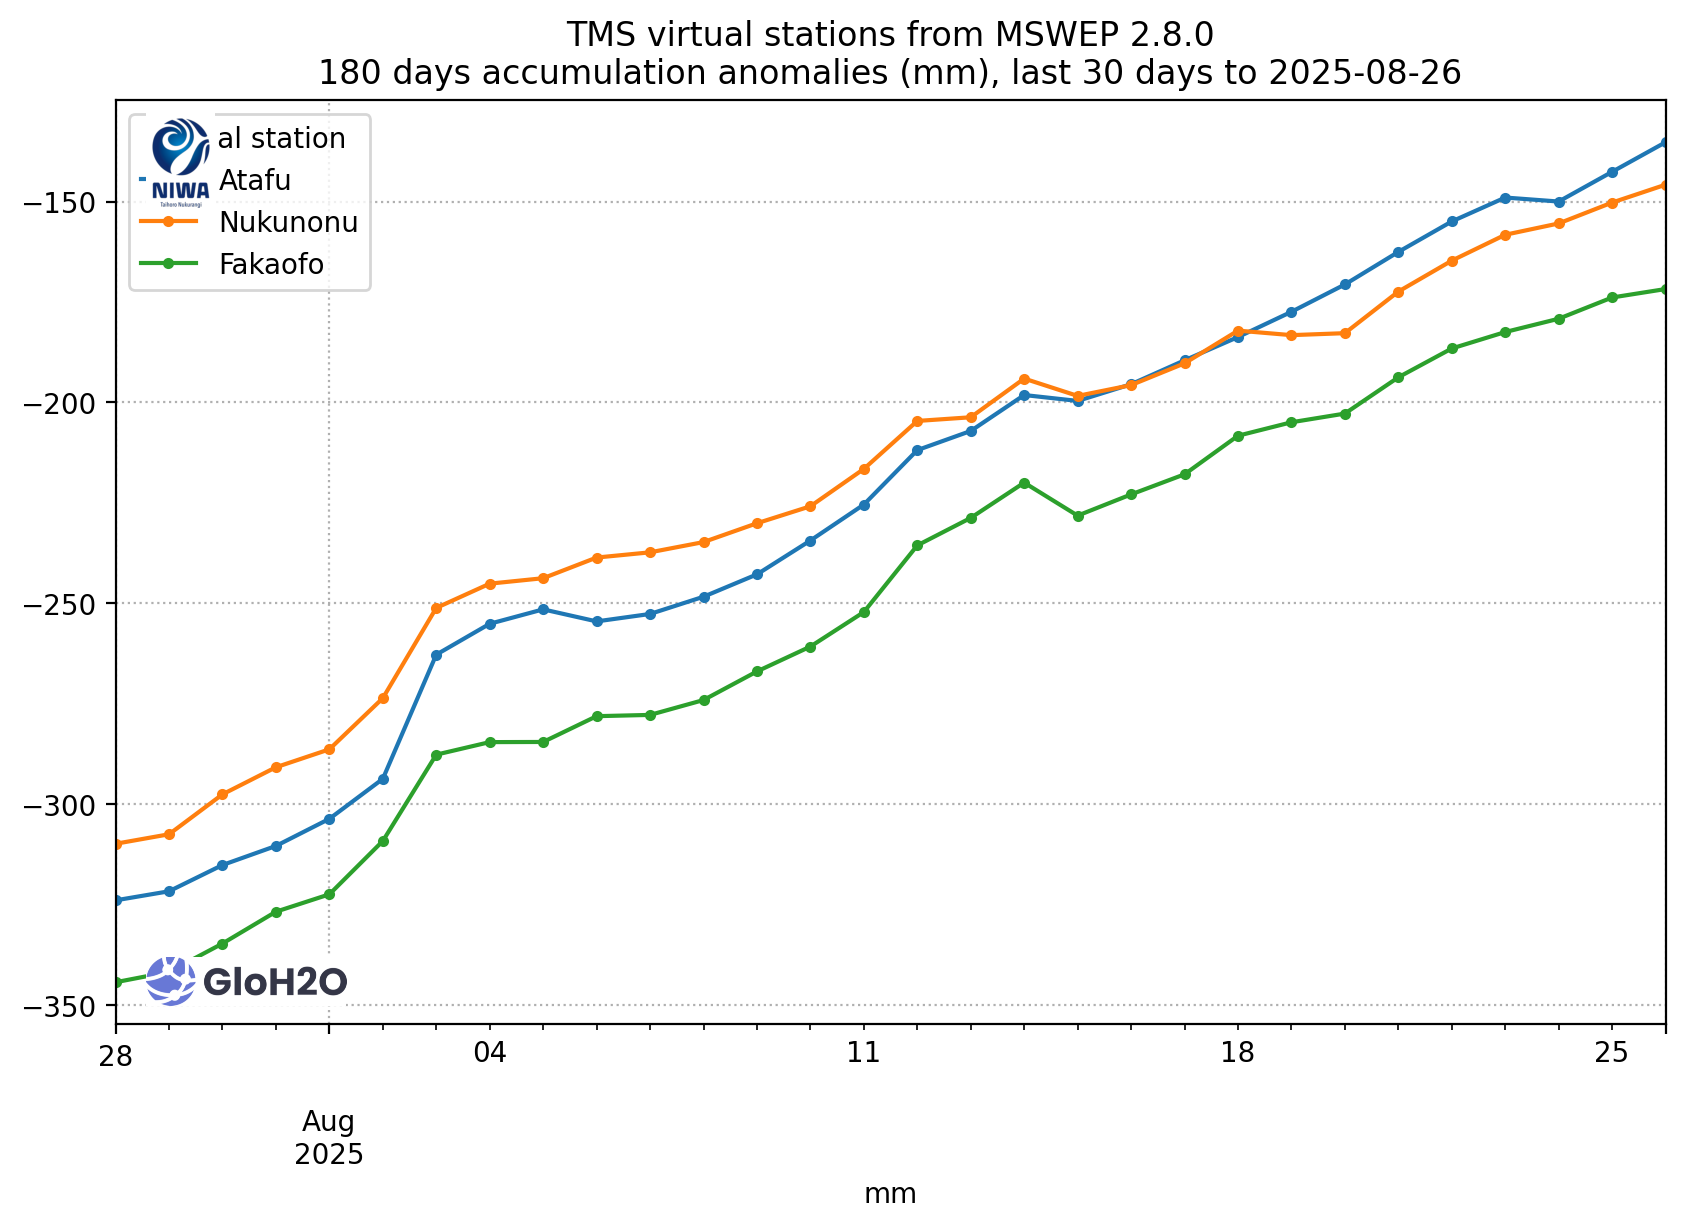 TMS virtual stations from MSWEP 2.8.0
180 days accumulation anomalies (mm), last 30 days to 2025-08-26
al station
Atafu
Nukunonu
Fakaofo
NIWA
Taihoro Nukurangi
−150
−200
−250
−300
−350
GloH2O
28
04
11
18
25
Aug
2025
mm